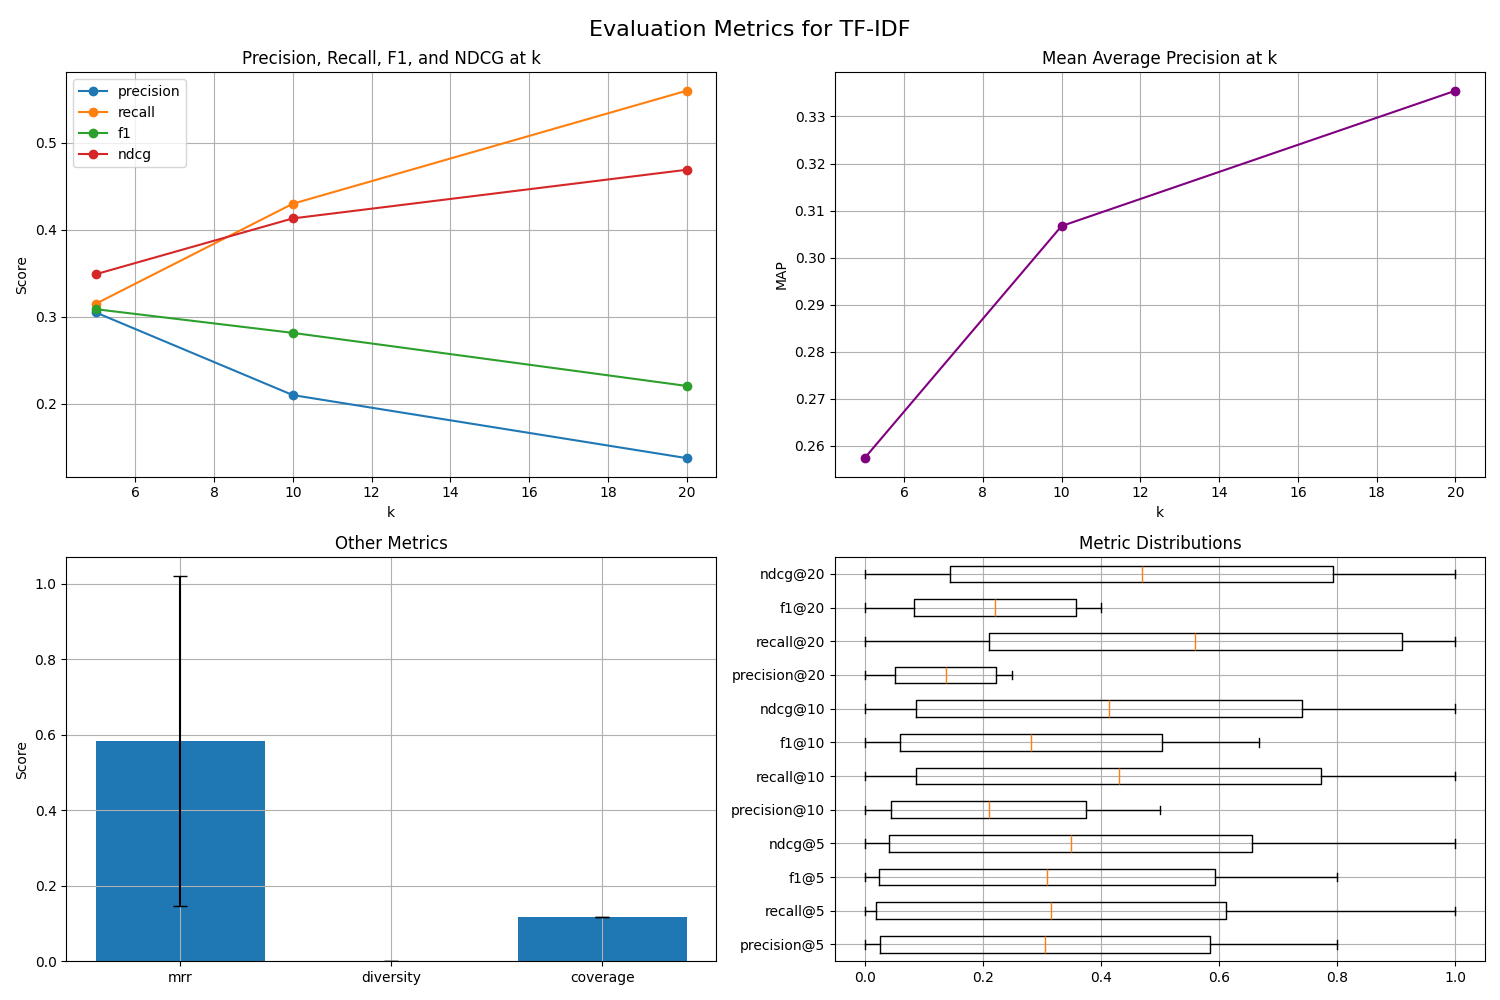 Evaluation Metrics for TF-IDF
Precision, Recall, F1, and NDCG at k
precision
recall
f1
ndcg
Score
0.5
0.4
0.3
0.2
6 8 10 12 14 16 18 20
k
Mean Average Precision at k
MAP
0.33
0.32
0.31
0.30
0.29
0.28
0.27
0.26
6 8 10 12 14 16 18 20
k
Other Metrics
Score
1.0
0.8
0.6
0.4
0.2
0.0
mrr diversity coverage
Metric Distributions
ndcg@20
f1@20
recall@20
precision@20
ndcg@10
f1@10
recall@10
precision@10
ndcg@5
f1@5
recall@5
precision@5
0.0 0.2 0.4 0.6 0.8 1.0